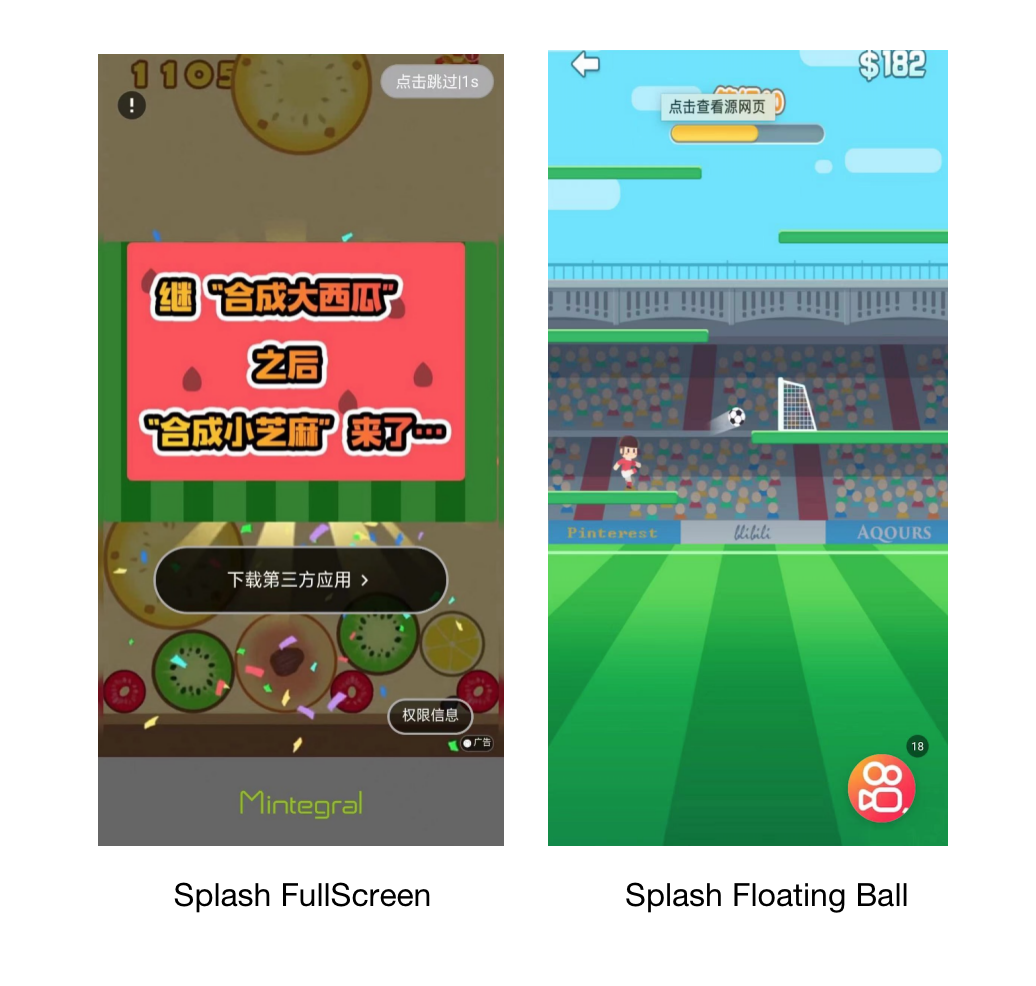 1105
点击跳过|1s
!
继 "合成大西瓜"
之后
"合成小芝麻" 来了…
下载第三方应用 >
权限信息
广告
Mintegral
Splash FullScreen
$182
点击查看源网页
Pinterest
bilibili
AQOURS
18
Splash Floating Ball